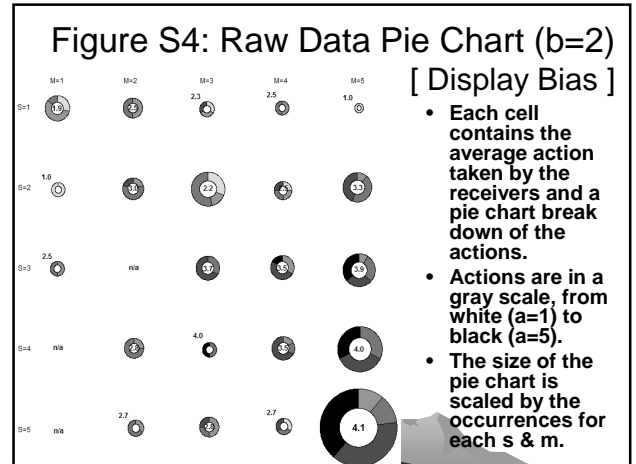 Figure S4: Raw Data Pie Chart (b=2)
[ Display Bias ]
M=1 M=2 M=3 M=4 M=5
S=1 1.9 2.5 2.3 2.5 1.0
S=2 1.0 3.0 2.2 2.5 3.3
S=3 2.5 n/a 3.7 3.5 3.9
S=4 n/a 4.0 3.5 4.0
S=5 n/a 2.7 2.7 4.1
• Each cell
contains the
average action
taken by the
receivers and a
pie chart break
down of the
actions.
• Actions are in a
gray scale, from
white (a=1) to
black (a=5).
• The size of the
pie chart is
scaled by the
occurrences for
each s & m.